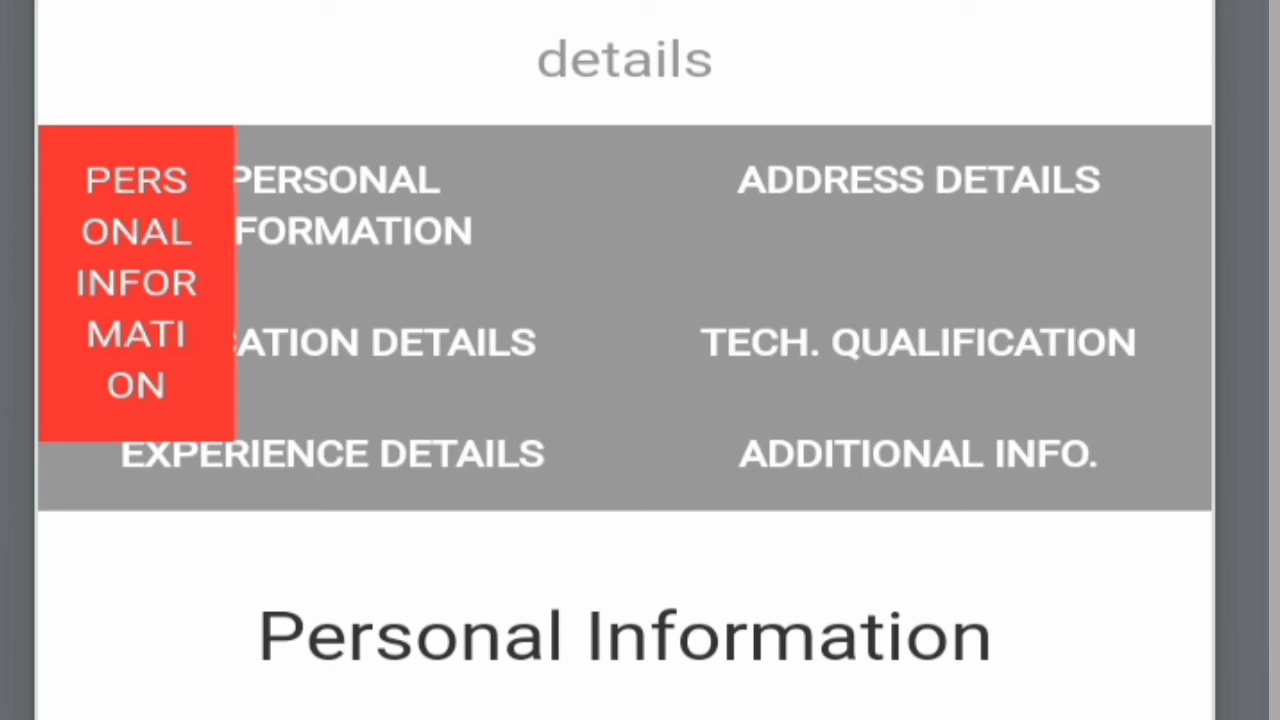 details
PERS
ONAL
INFOR
MATI
ON
PERSONAL
FORMATION
ADDRESS DETAILS
CATION DETAILS
TECH. QUALIFICATION
EXPERIENCE DETAILS
ADDITIONAL INFO.
Personal Information